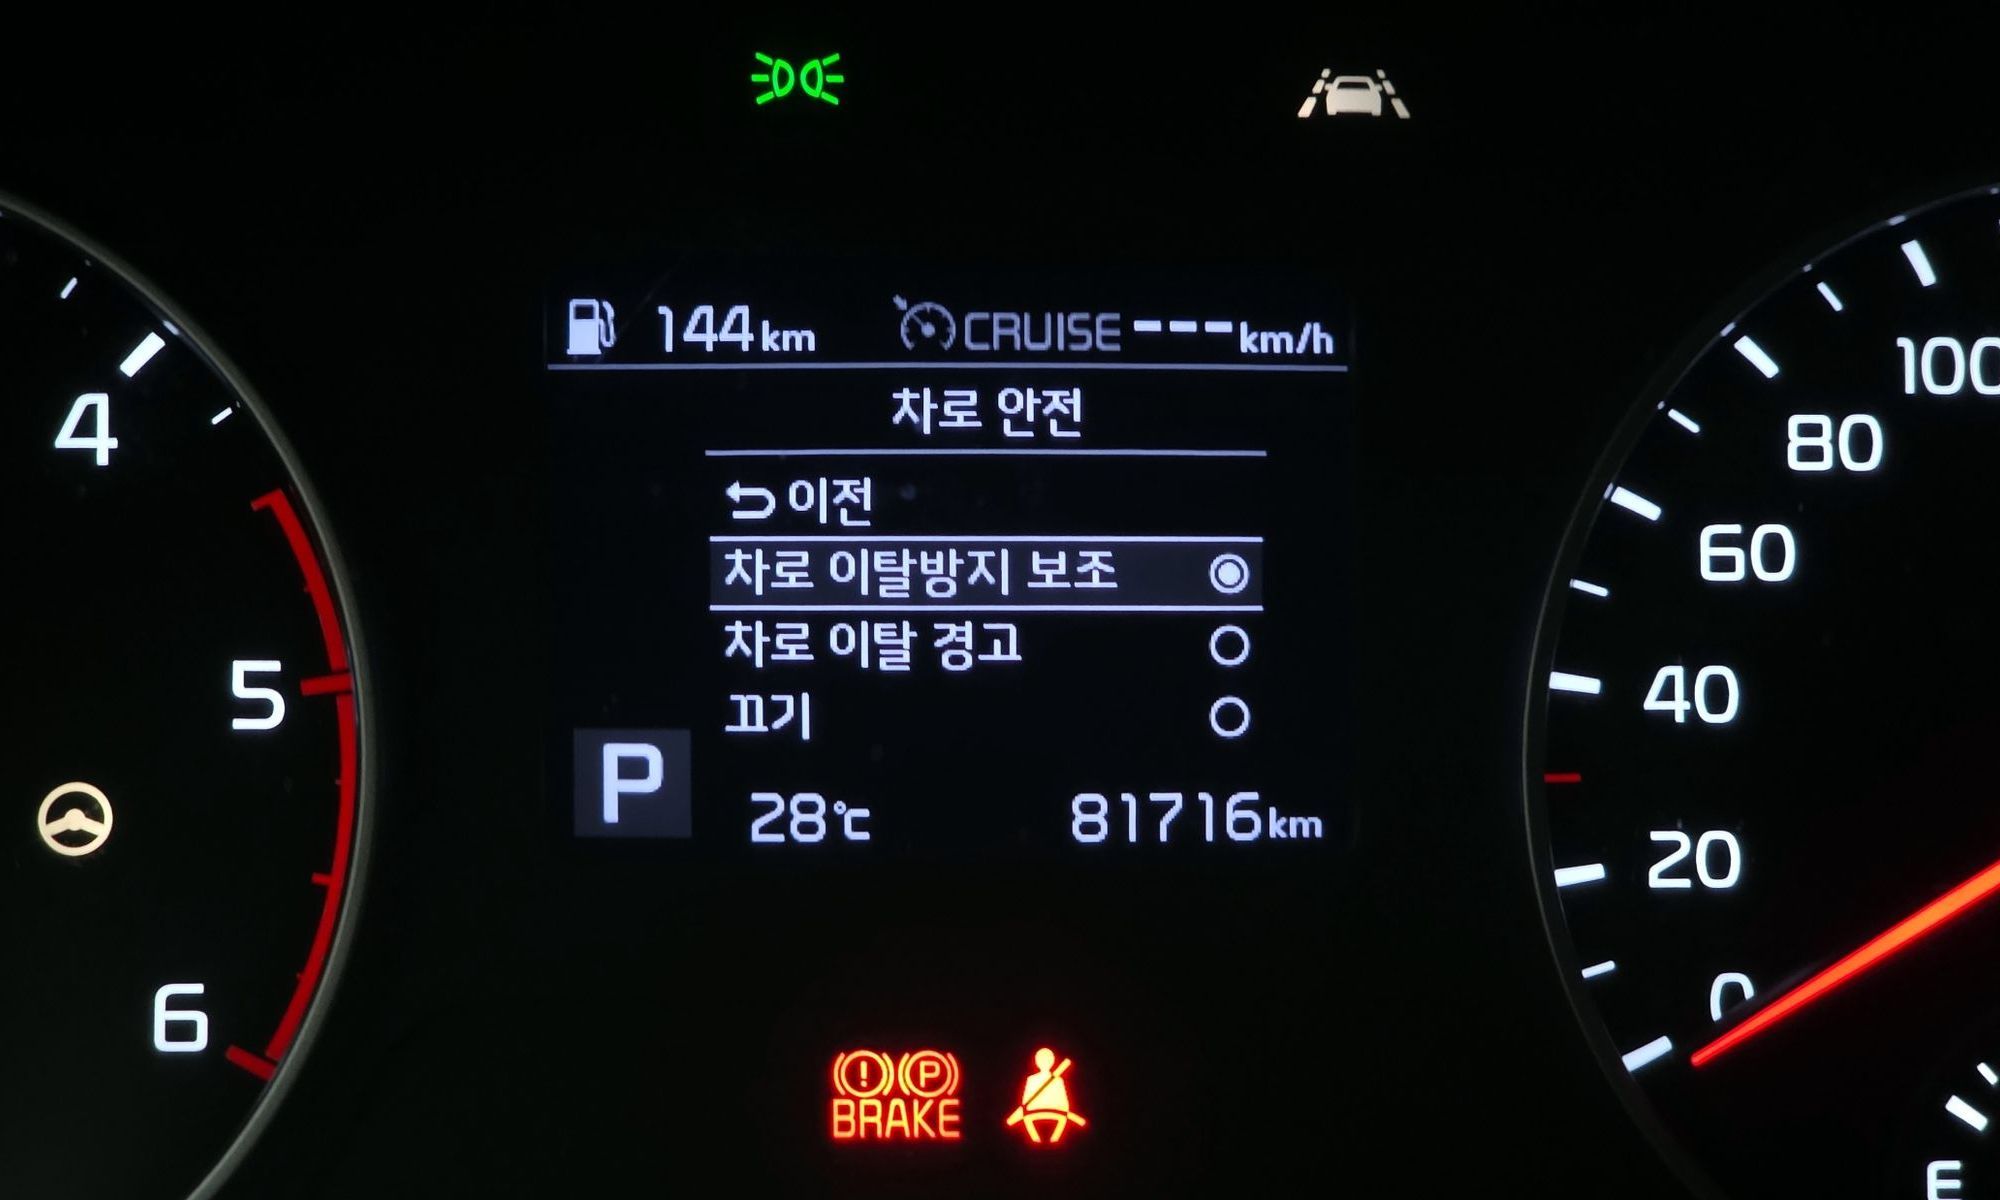 144km CRUISE ---km/h
차로 안전
이전
차로 이탈방지 보조
차로 이탈 경고
끄기
P
28℃ 81716km
4
5
6
100
80
60
40
20
0
E
BRAKE
P